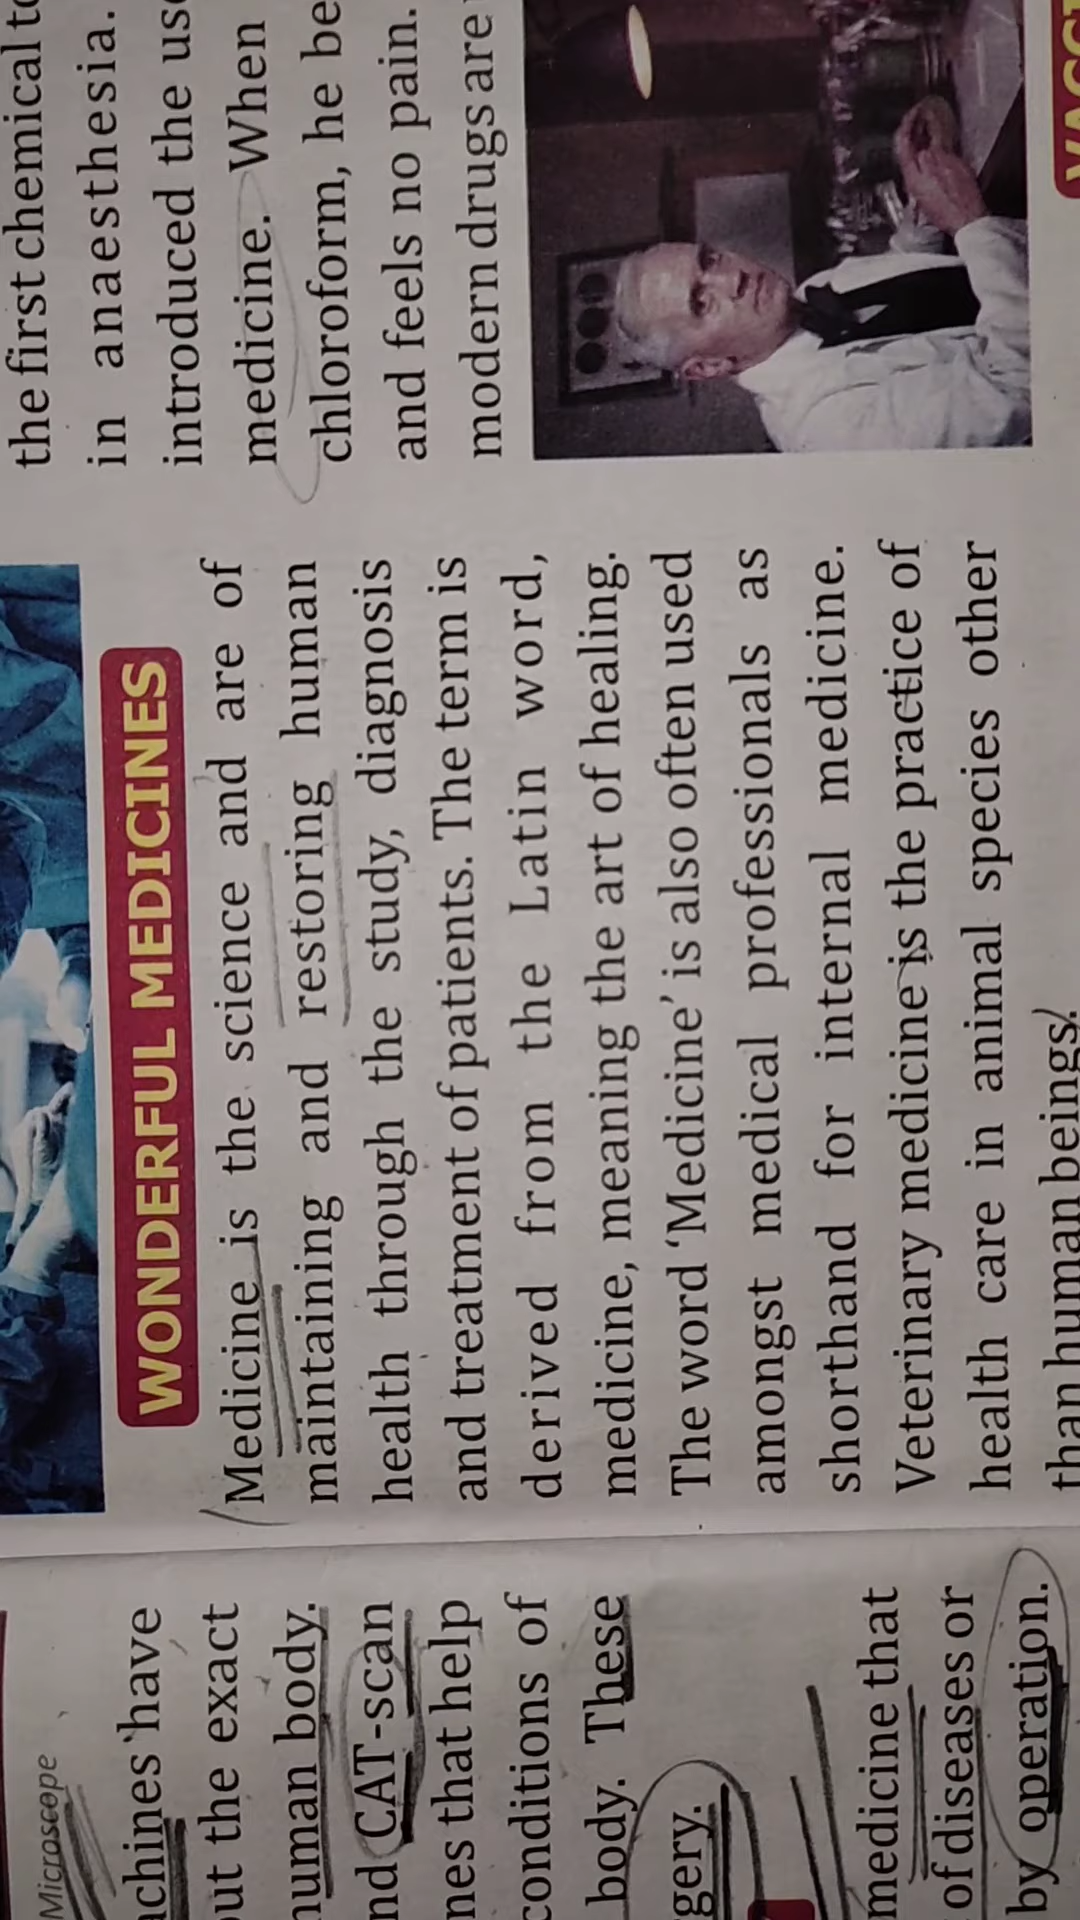 Microscope
achines have
out the exact
human body.
nd CAT-scan
nes that help
conditions of
body. These
gery.
medicine that
of diseases or
by operation.
WONDERFUL MEDICINES
Medicine is the science and are of
maintaining and restoring human
health through the study, diagnosis
and treatment of patients. The term is
derived from the Latin word,
medicine, meaning the art of healing.
The word ‘Medicine’ is also often used
amongst medical professionals as
shorthand for internal medicine.
Veterinary medicine is the practice of
health care in animal species other
than human beings.
the first chemical to
in anaesthesia.
introduced the use
medicine. When
chloroform, he be
and feels no pain.
modern drugs are